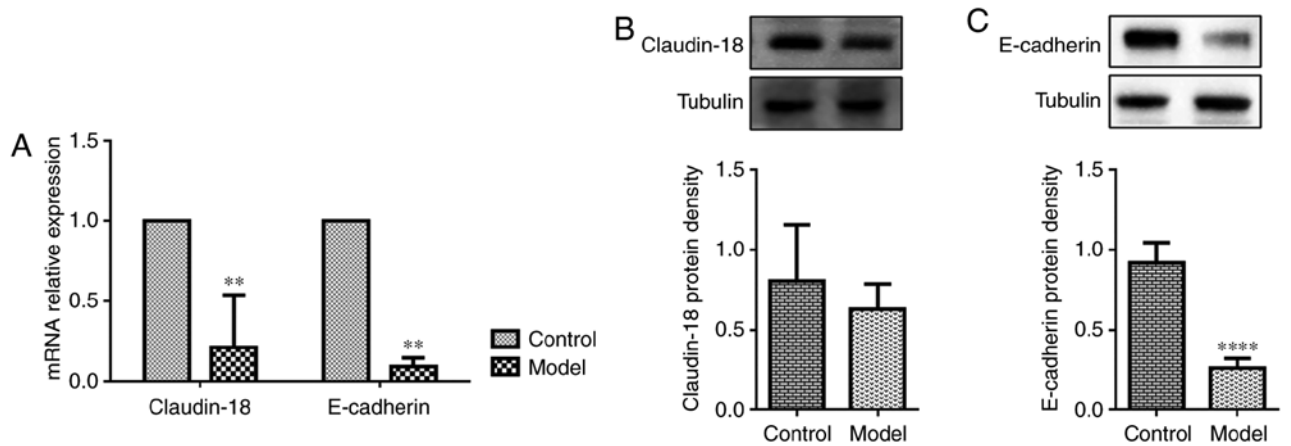 A
mRNA relative expression
1.5
1.0
0.5
0.0
**
**
Claudin-18
E-cadherin
Control
Model
B
Claudin-18
Tubulin
Claudin-18 protein density
1.5
1.0
0.5
0.0
Control Model
C
E-cadherin
Tubulin
E-cadherin protein density
1.5
1.0
0.5
0.0
****
Control Model